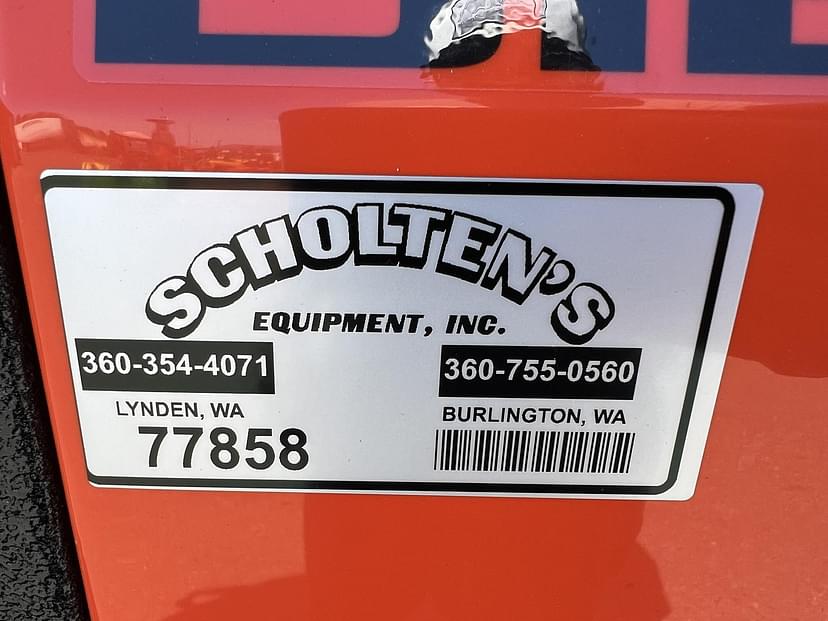 SCHOLTEN'S
EQUIPMENT, INC.
360-354-4071 360-755-0560
LYNDEN, WA BURLINGTON, WA
77858